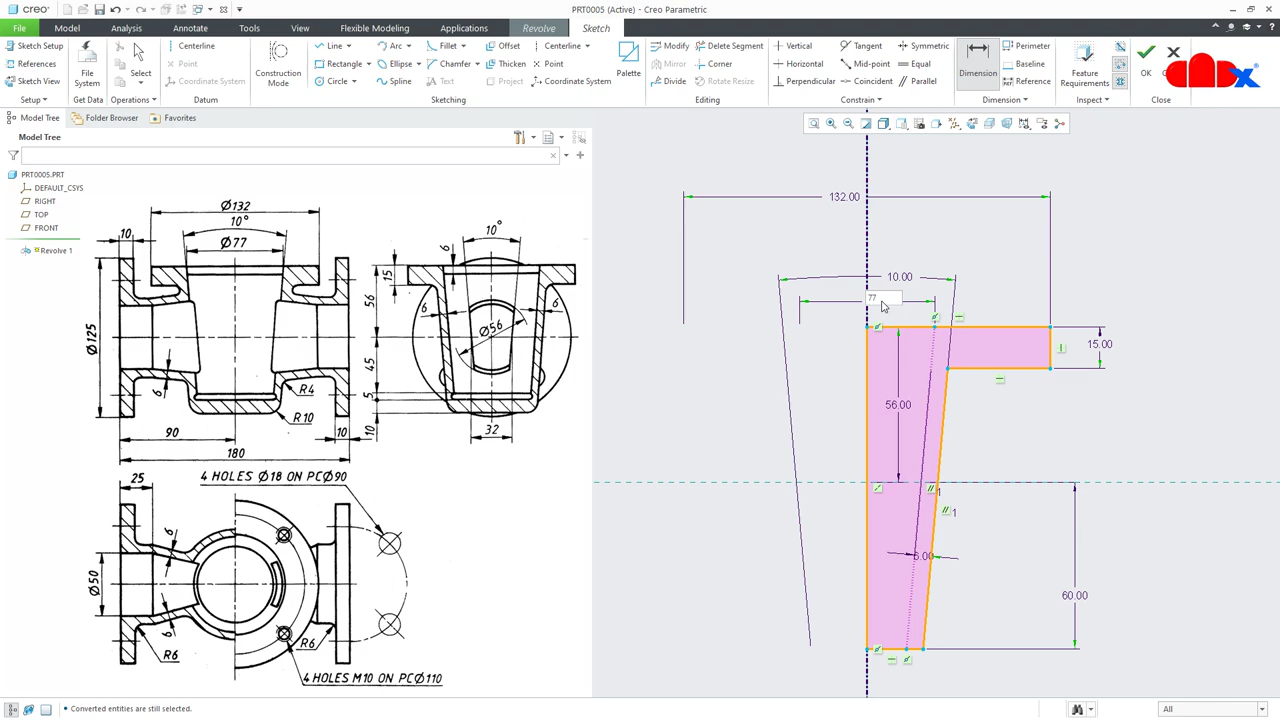 creo
PRT0005 (Active) - Creo Parametric
File Model Analysis Annotate Tools View Flexible Modeling Applications Revolve Sketch
Sketch Setup
References
Sketch View
Setup
File System
Get Data
Select
Operations
Centerline
Point
Coordinate System
Datum
Construction Mode
Line Arc Fillet Offset Centerline
Rectangle Ellipse Chamfer Thicken Point
Circle Spline Text Project Coordinate System
Palette
Sketching
Modify Delete Segment
Mirror Corner
Divide Rotate Resize
Editing
Vertical Tangent Symmetric
Horizontal Mid-point Equal
Perpendicular Coincident Parallel
Constrain
Dimension
Perimeter
Baseline
Reference
Dimension
Feature Requirements
Inspect
OK
Close
Model Tree Folder Browser Favorites
Model Tree
PRT0005.PRT
DEFAULT_CSYS
RIGHT
TOP
FRONT
Revolve 1
Ø132
10°
Ø77
10
Ø125
6
R4
R10
90
10
180
10°
6
15
56
6
6
Ø56
45
5
10
32
4 HOLES Ø18 ON PCØ90
25
6
Ø50
6
R6
R6
4 HOLES M10 ON PCØ110
132.00
10.00
77
15.00
56.00
1
1
6.00
60.00
Converted entities are still selected.
All